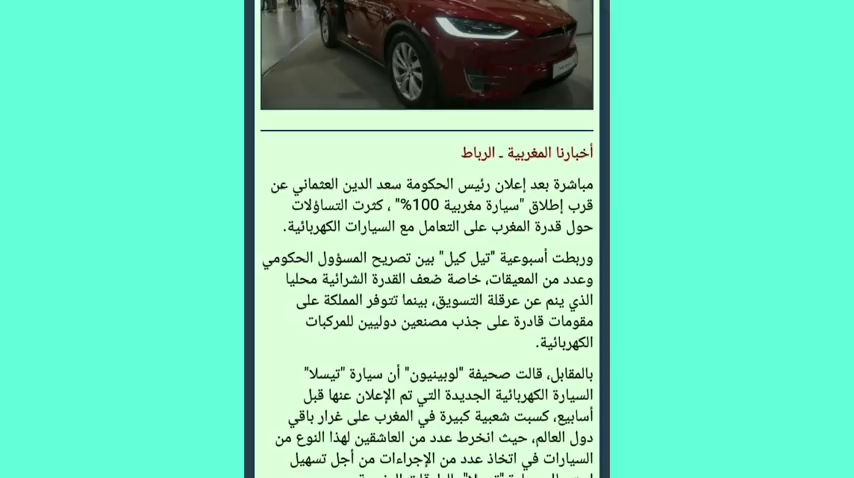 أخبارنا المغربية ـ الرباط
مباشرة بعد إعلان رئيس الحكومة سعد الدين العثماني عن
قرب إطلاق "سيارة مغربية 100%" ، كثرت التساؤلات
حول قدرة المغرب على التعامل مع السيارات الكهربائية.
وربطت أسبوعية "تيل كيل" بين تصريح المسؤول الحكومي
وعدد من المعيقات، خاصة ضعف القدرة الشرائية محليا
الذي ينم عن عرقلة التسويق، بينما تتوفر المملكة على
مقومات قادرة على جذب مصنعين دوليين للمركبات
الكهربائية.
بالمقابل، قالت صحيفة "لوبينيون" أن سيارة "تيسلا"
السيارة الكهربائية الجديدة التي تم الإعلان عنها قبل
أسابيع، كسبت شعبية كبيرة في المغرب على غرار باقي
دول العالم، حيث انخرط عدد من العاشقين لهذا النوع من
السيارات في اتخاذ عدد من الإجراءات من أجل تسهيل